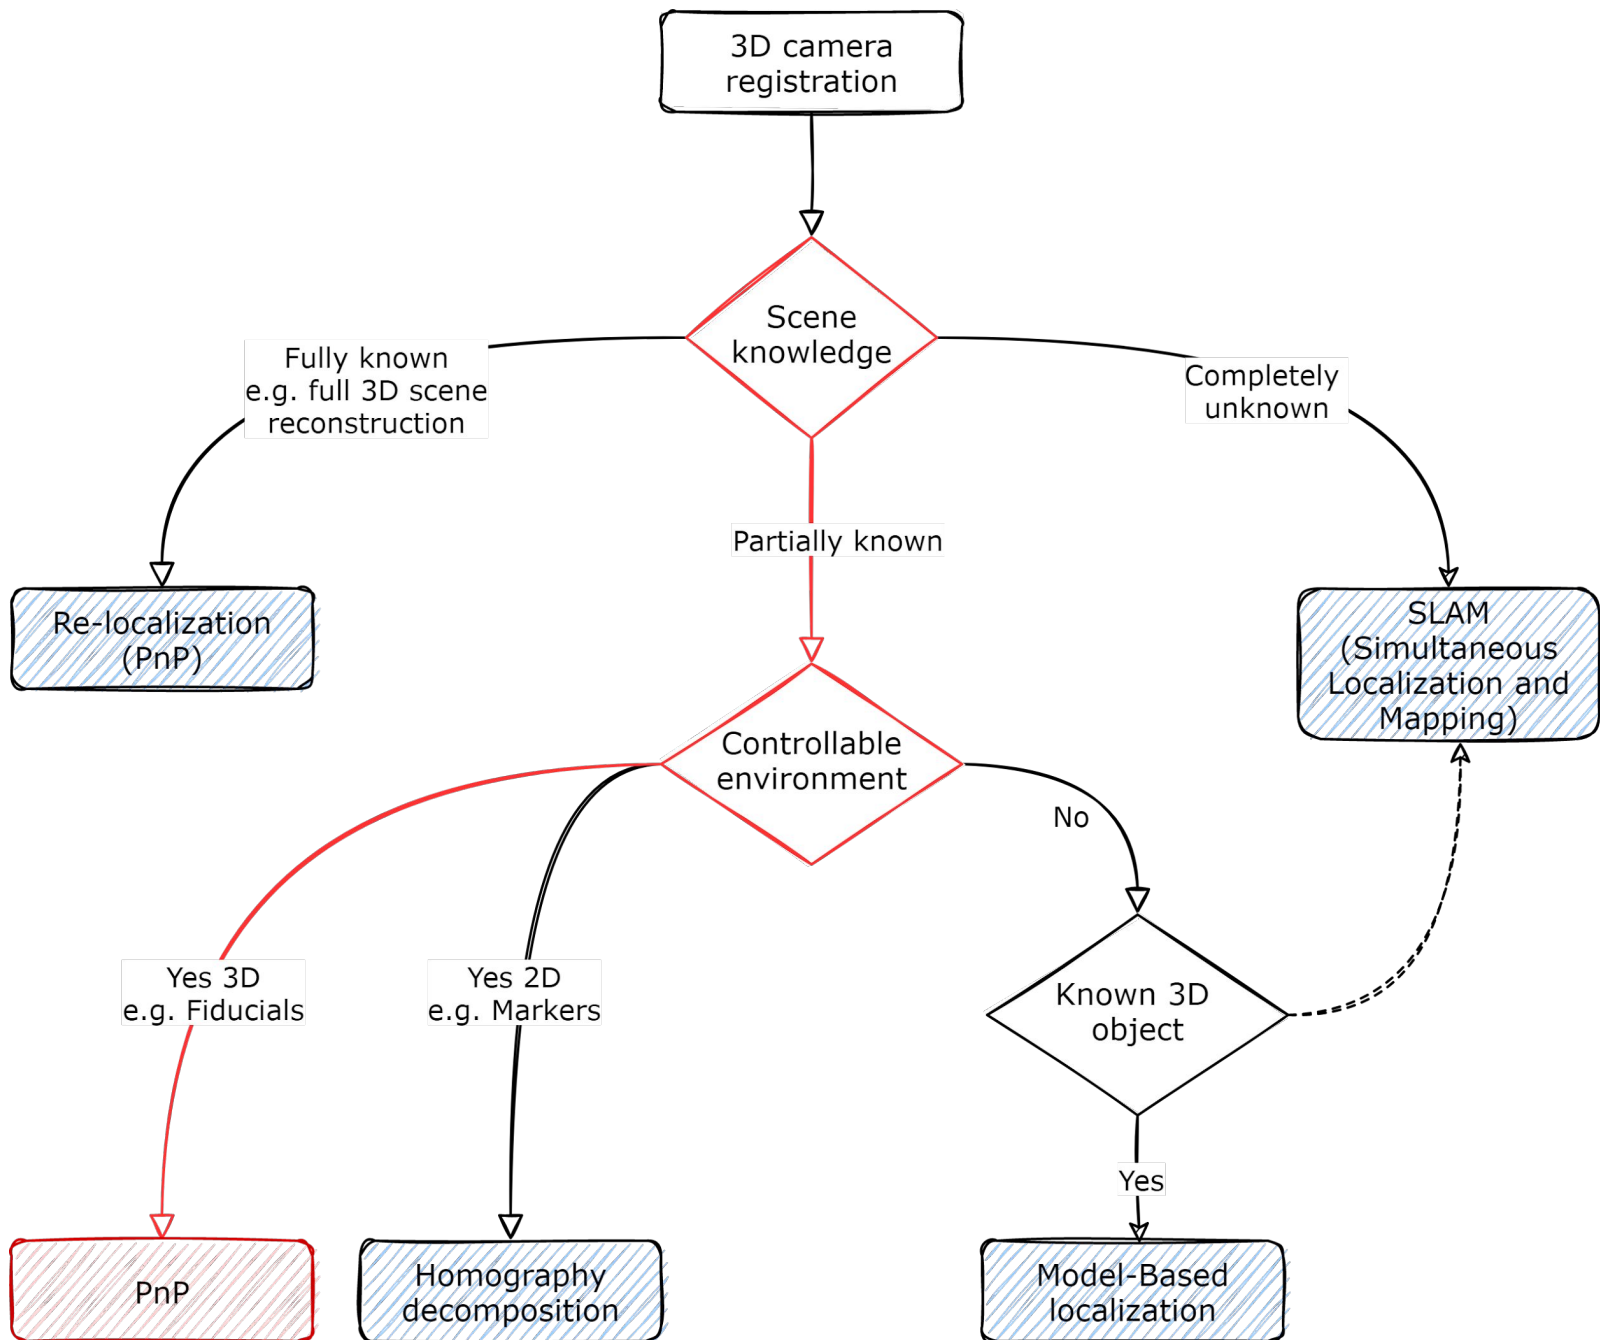 3D camera
registration
Scene
knowledge
Fully known
e.g. full 3D scene
reconstruction
Completely
unknown
Partially known
Re-localization
(PnP)
SLAM
(Simultaneous
Localization and
Mapping)
Controllable
environment
No
Yes 3D
e.g. Fiducials
Yes 2D
e.g. Markers
Known 3D
object
Yes
PnP
Homography
decomposition
Model-Based
localization